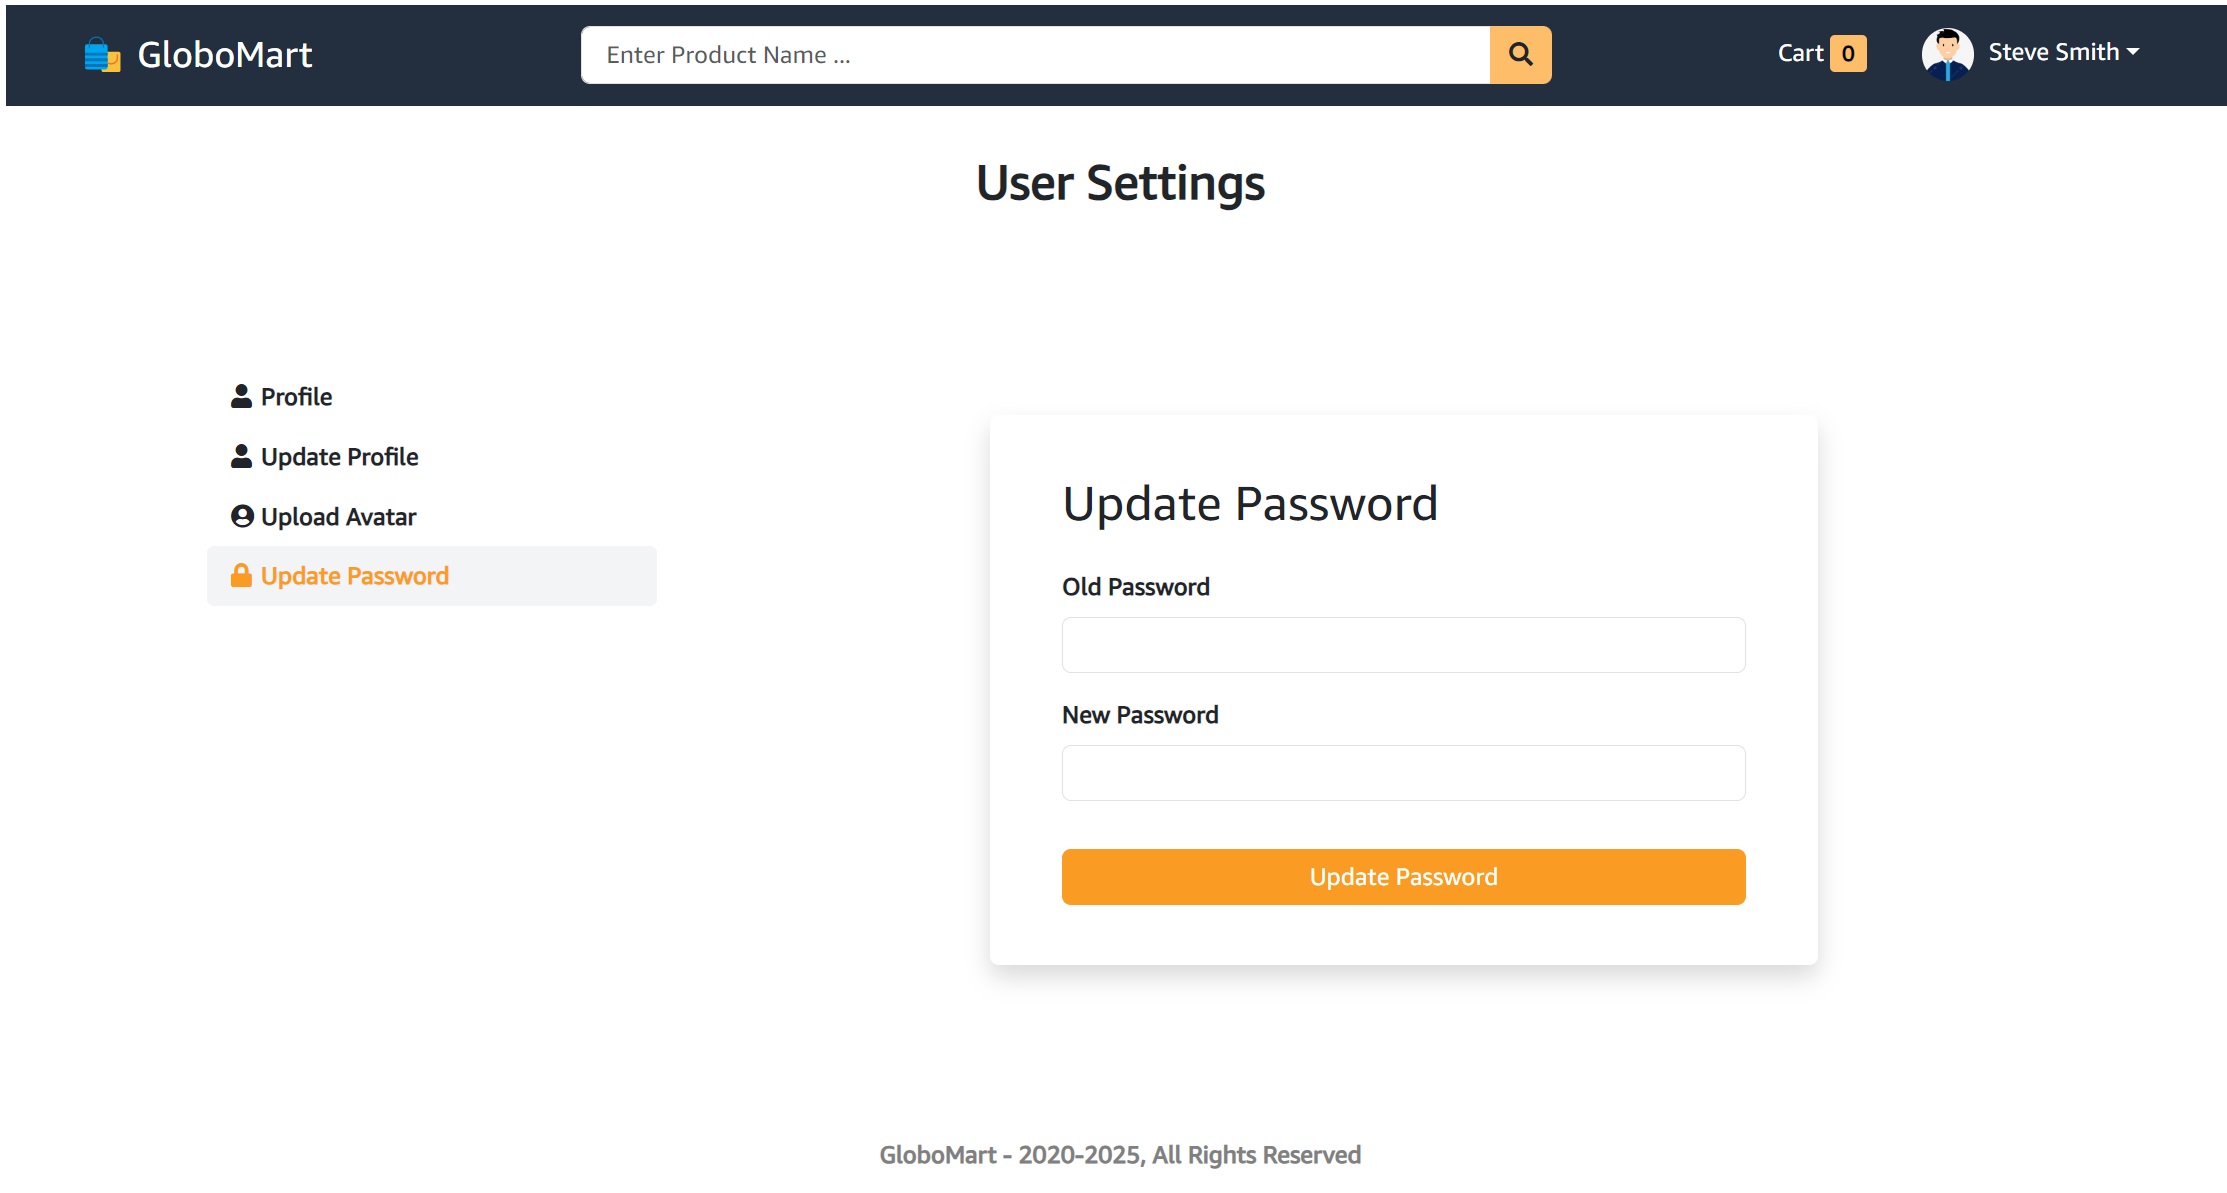 GloboMart
Enter Product Name ...
Cart 0
Steve Smith
User Settings
Profile
Update Profile
Upload Avatar
Update Password
Update Password
Old Password
New Password
Update Password
GloboMart - 2020-2025, All Rights Reserved